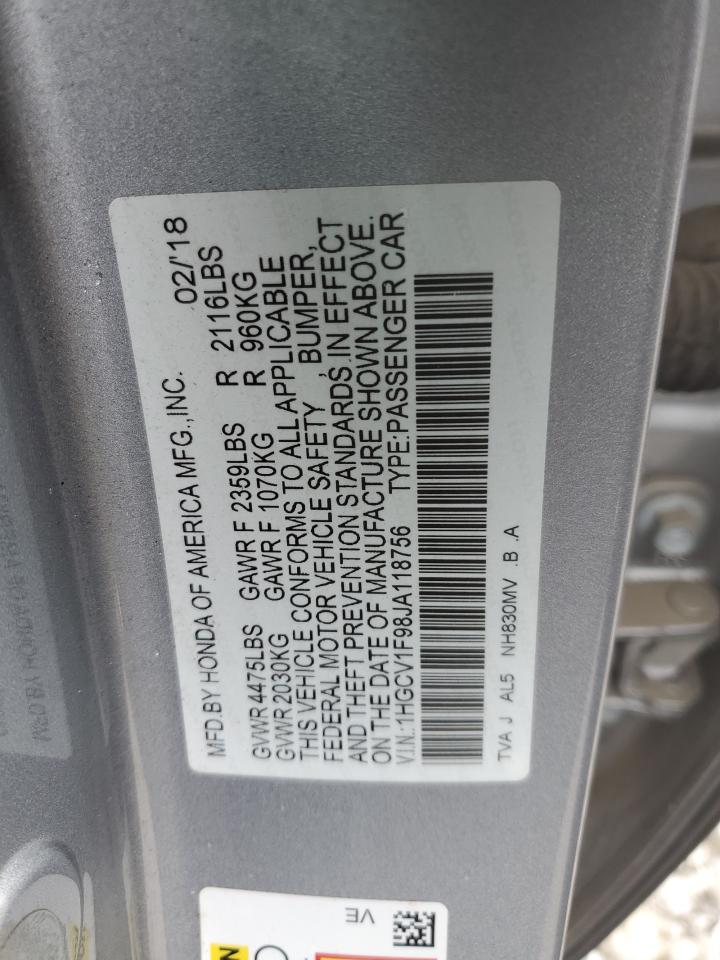 MFD.BY HONDA OF AMERICA MFG.,INC. 02/'18
GVWR 4475LBS GAWR F 2359LBS R 2116LBS
GVWR 2030KG GAWR F 1070KG R 960KG
THIS VEHICLE CONFORMS TO ALL APPLICABLE
FEDERAL MOTOR VEHICLE SAFETY , BUMPER,
AND THEFT PREVENTION STANDARDS IN EFFECT
ON THE DATE OF MANUFACTURE SHOWN ABOVE.
V.I.N.:1HGCV1F98JA118756 TYPE:PASSENGER CAR
TVA J AL5 NH830MV .B .A
VE